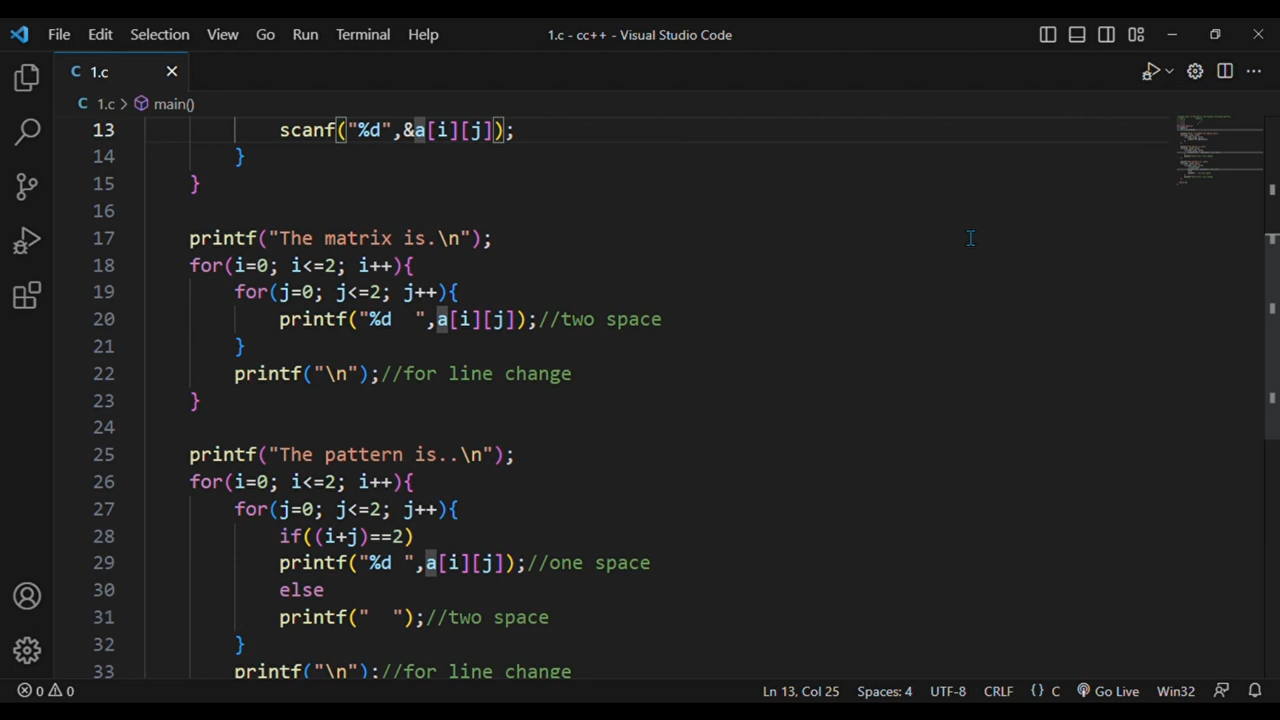 File Edit Selection View Go Run Terminal Help 1.c - cc++ - Visual Studio Code
C 1.c
C 1.c > main()
13 scanf("%d",&a[i][j]);
14 }
15 }
16
17 printf("The matrix is.\n");
18 for(i=0; i<=2; i++){
19 for(j=0; j<=2; j++){
20 printf("%d  ",a[i][j]);//two space
21 }
22 printf("\n");//for line change
23 }
24
25 printf("The pattern is..\n");
26 for(i=0; i<=2; i++){
27 for(j=0; j<=2; j++){
28 if((i+j)==2)
29 printf("%d ",a[i][j]);//one space
30 else
31 printf("  ");//two space
32 }
33 printf("\n");//for line change
0 0 Ln 13, Col 25 Spaces: 4 UTF-8 CRLF {} C Go Live Win32